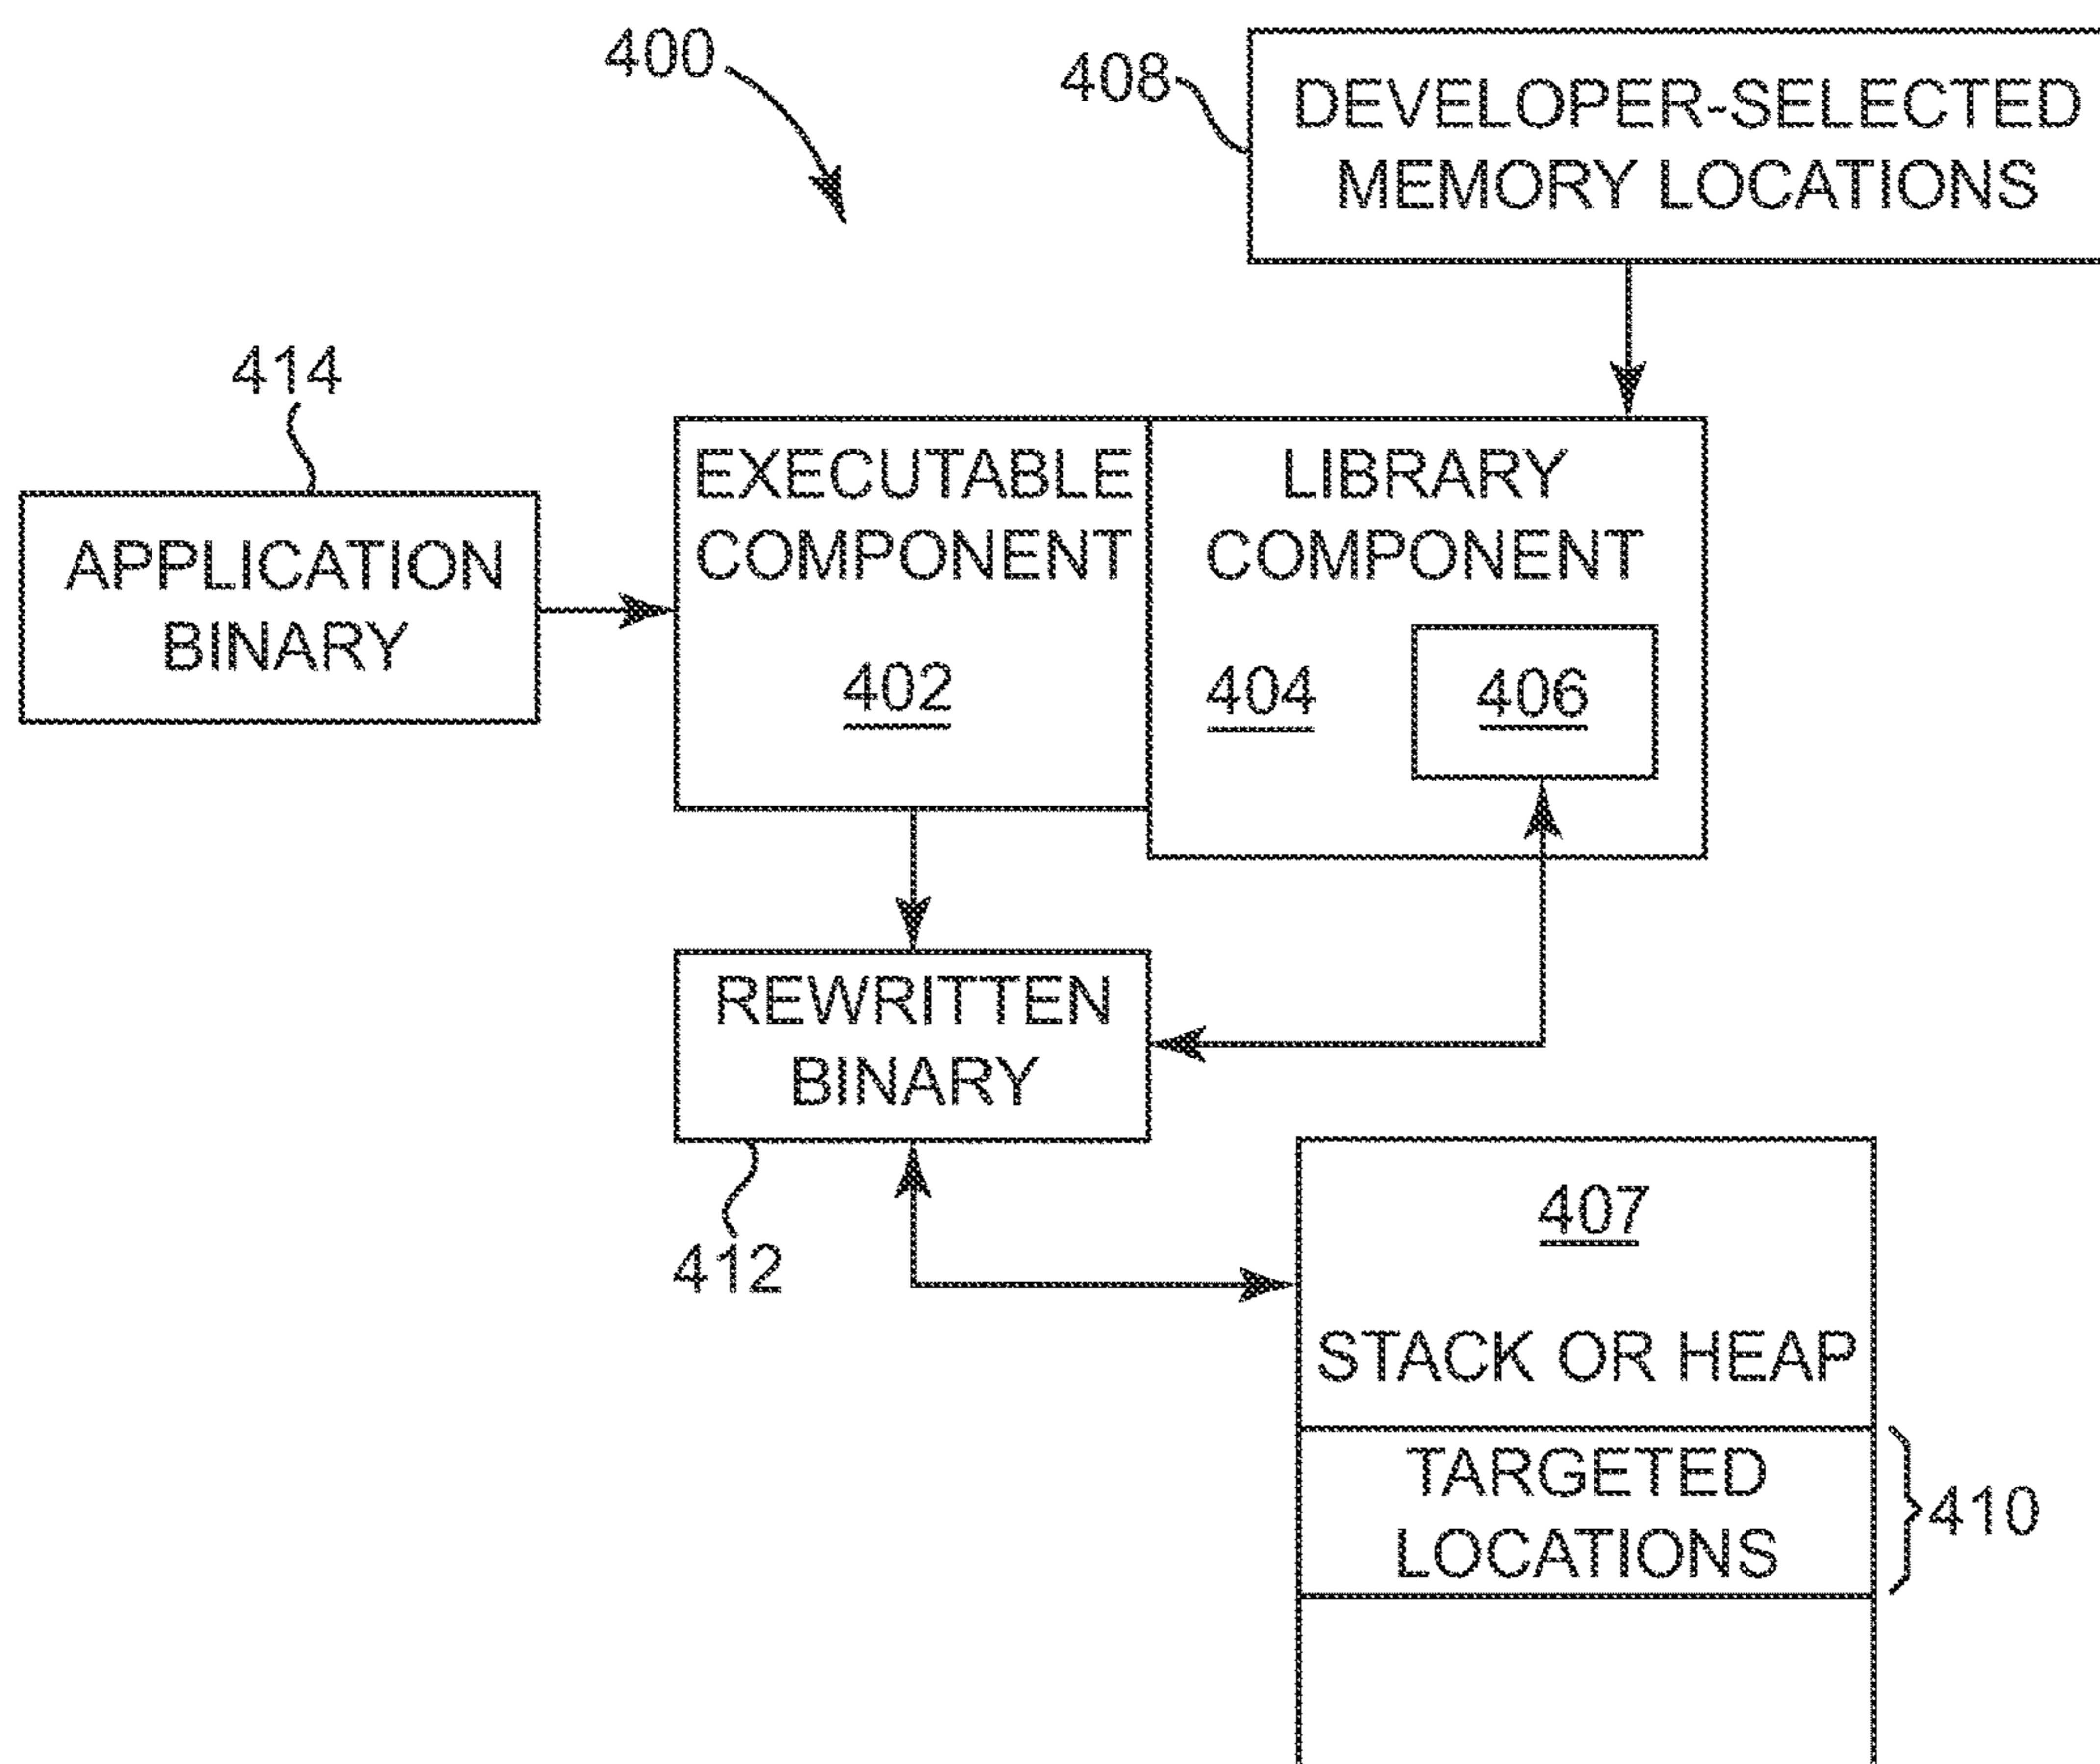 400
408
DEVELOPER-SELECTED
MEMORY LOCATIONS
414
APPLICATION
BINARY
EXECUTABLE
COMPONENT
402
LIBRARY
COMPONENT
404
406
REWRITTEN
BINARY
412
407
STACK OR HEAP
TARGETED
LOCATIONS
410